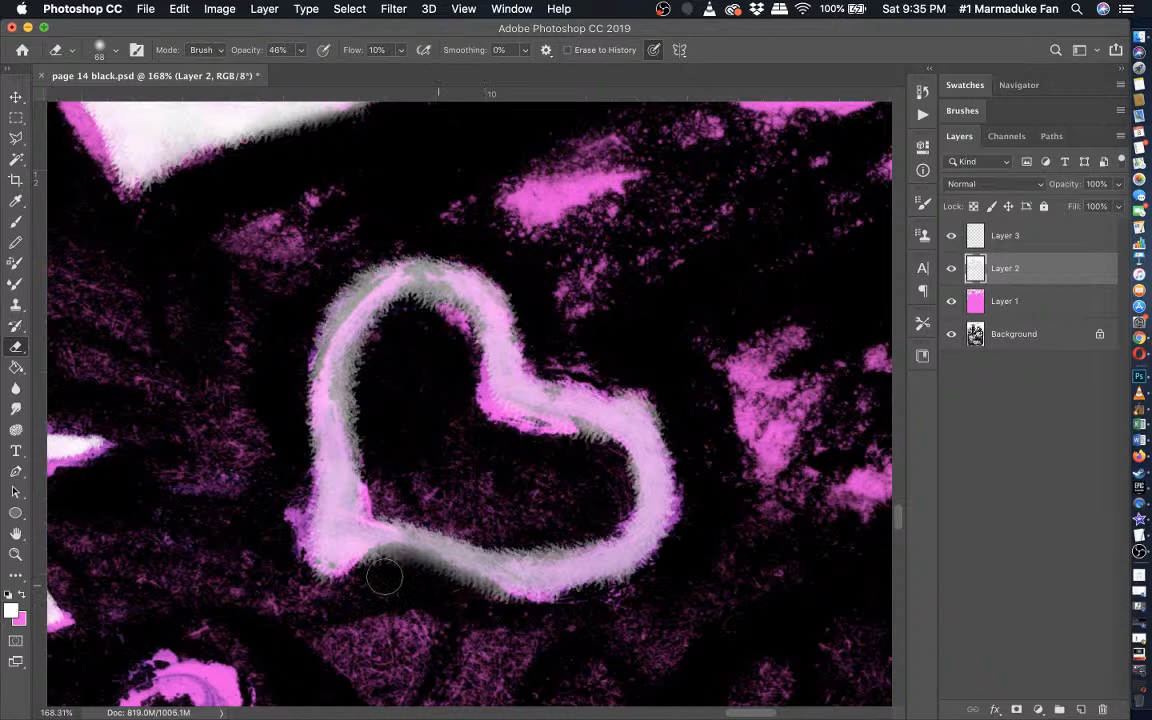 Photoshop CC File Edit Image Layer Type Select Filter 3D View Window Help 100% Sat 9:35 PM #1 Marmaduke Fan
Adobe Photoshop CC 2019
68 Mode: Brush Opacity: 46% Flow: 10% Smoothing: 0% Erase to History
page 14 black.psd @ 168% (Layer 2, RGB/8*) *
Swatches Navigator
10
Brushes
Layers Channels Paths
Kind
Normal Opacity: 100%
Lock: Fill: 100%
Layer 3
Layer 2
Layer 1
Background
168.31% Doc: 819.0M/1005.1M